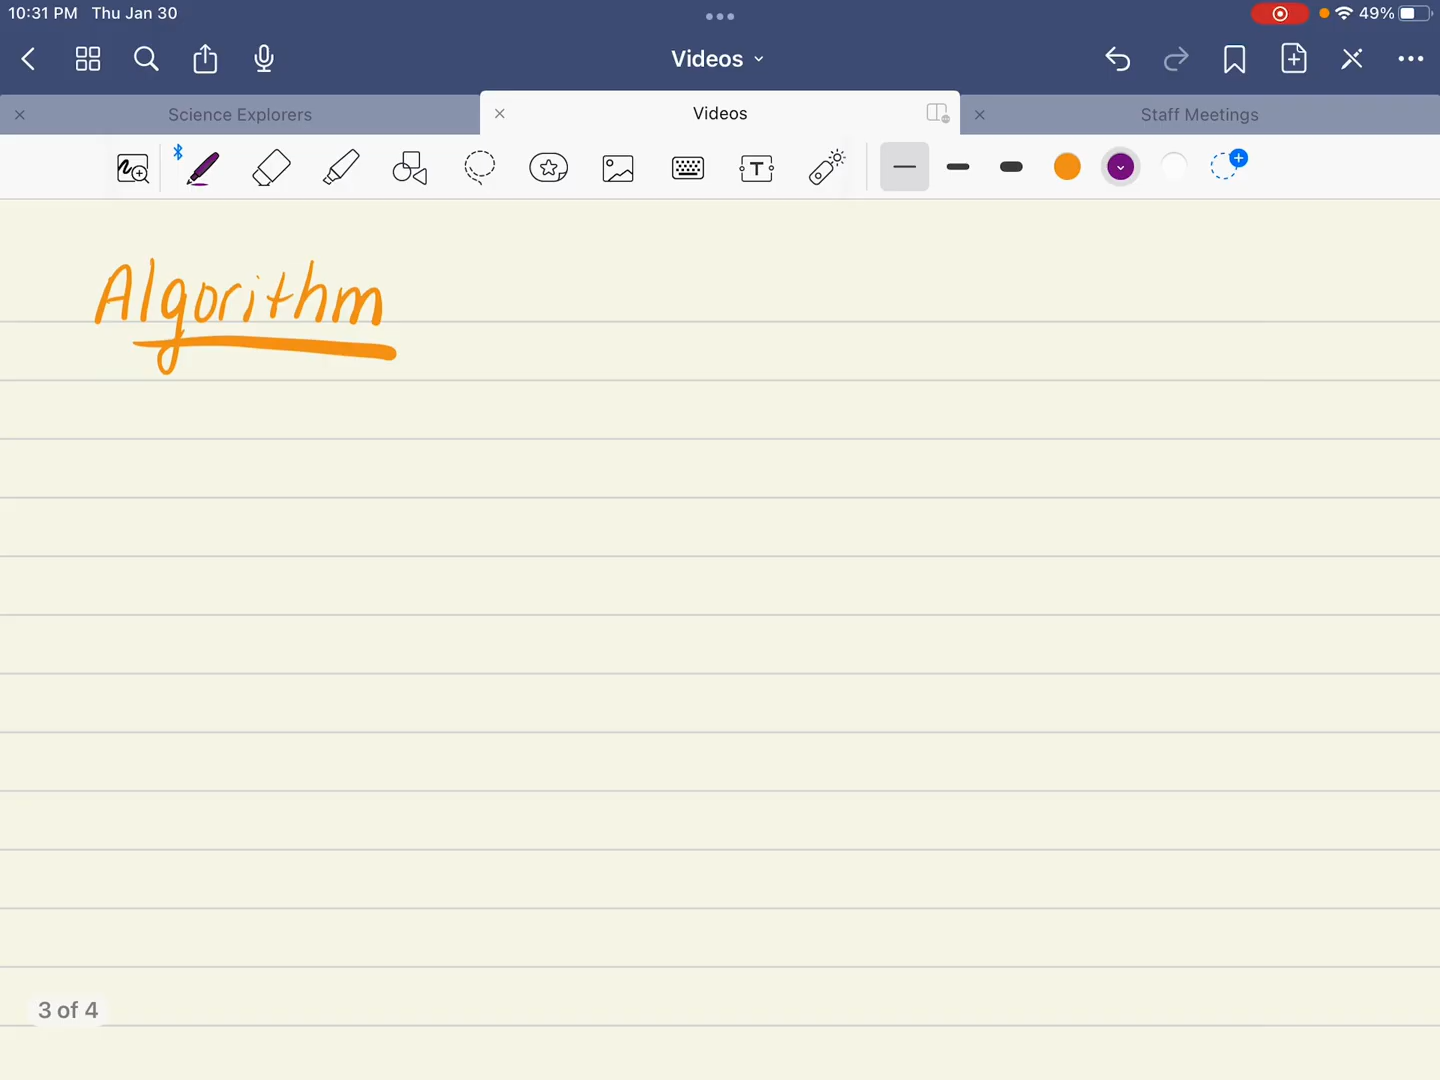 10:31 PM Thu Jan 30
49%
Videos
Science Explorers
Videos
Staff Meetings
T
Algorithm
3 of 4